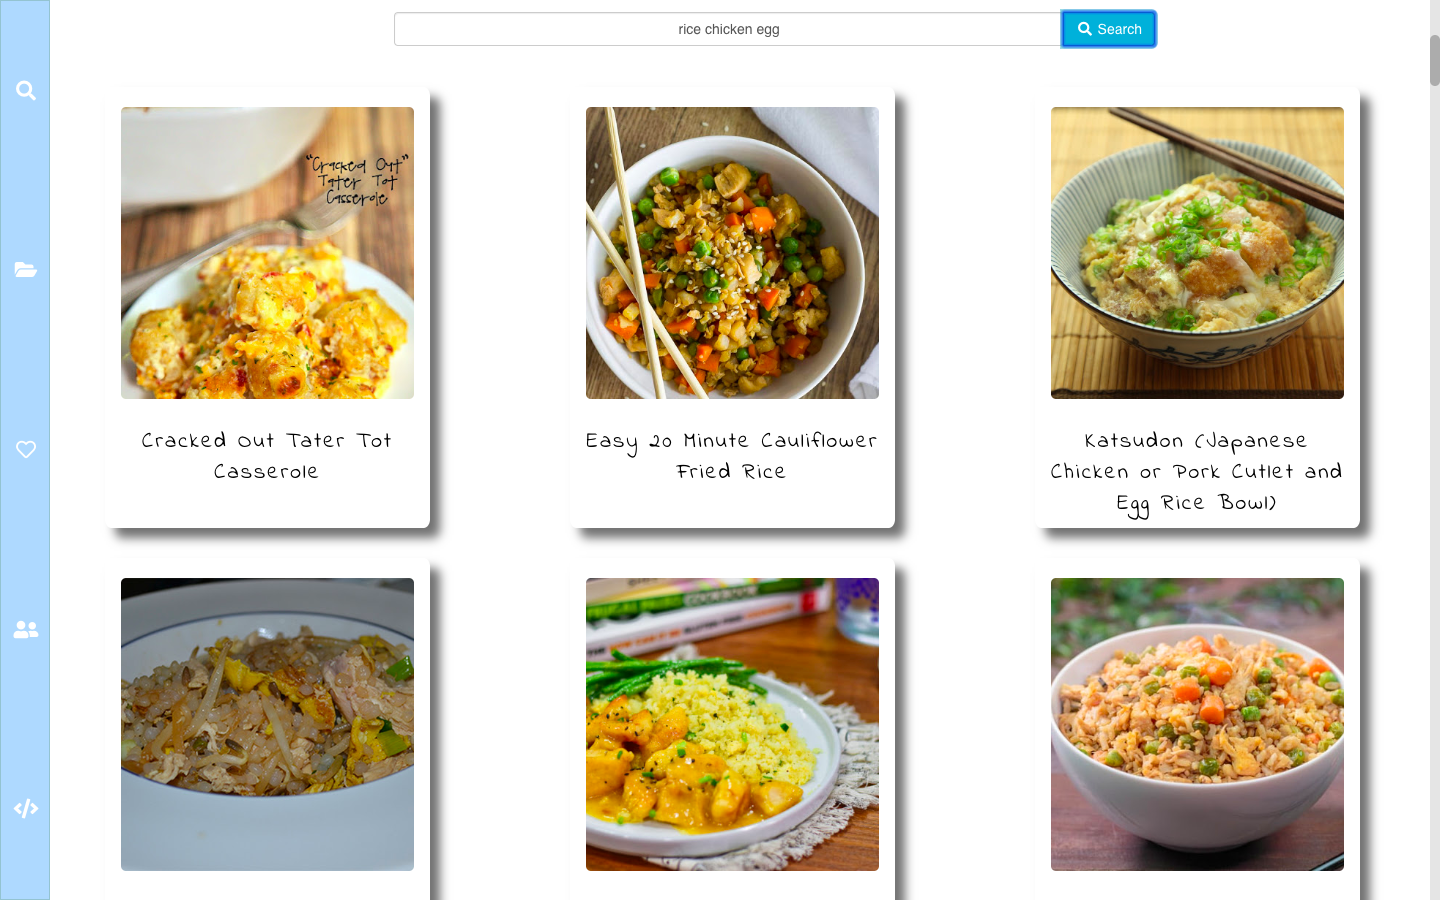 rice chicken egg
Search
"Cracked Out"
Tater Tot
Casserole
Cracked Out Tater Tot
Casserole
Easy 20 Minute Cauliflower
Fried Rice
Katsudon (Japanese
Chicken or Pork Cutlet and
Egg Rice Bowl)